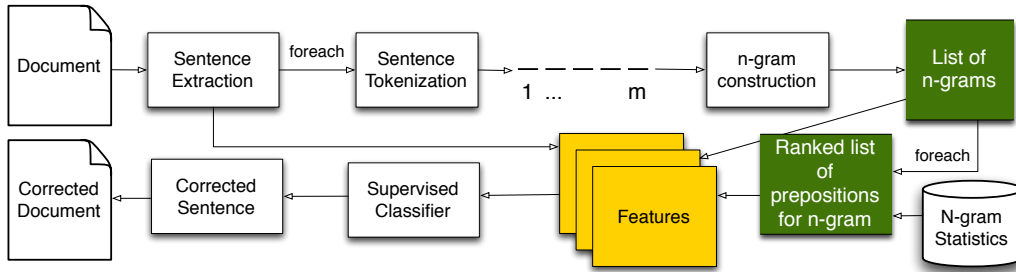 Document
Sentence
Extraction
foreach
Sentence
Tokenization
1 ... m
n-gram
construction
List of
n-grams
foreach
Ranked list
of
prepositions
for n-gram
N-gram
Statistics
Features
Supervised
Classifier
Corrected
Sentence
Corrected
Document